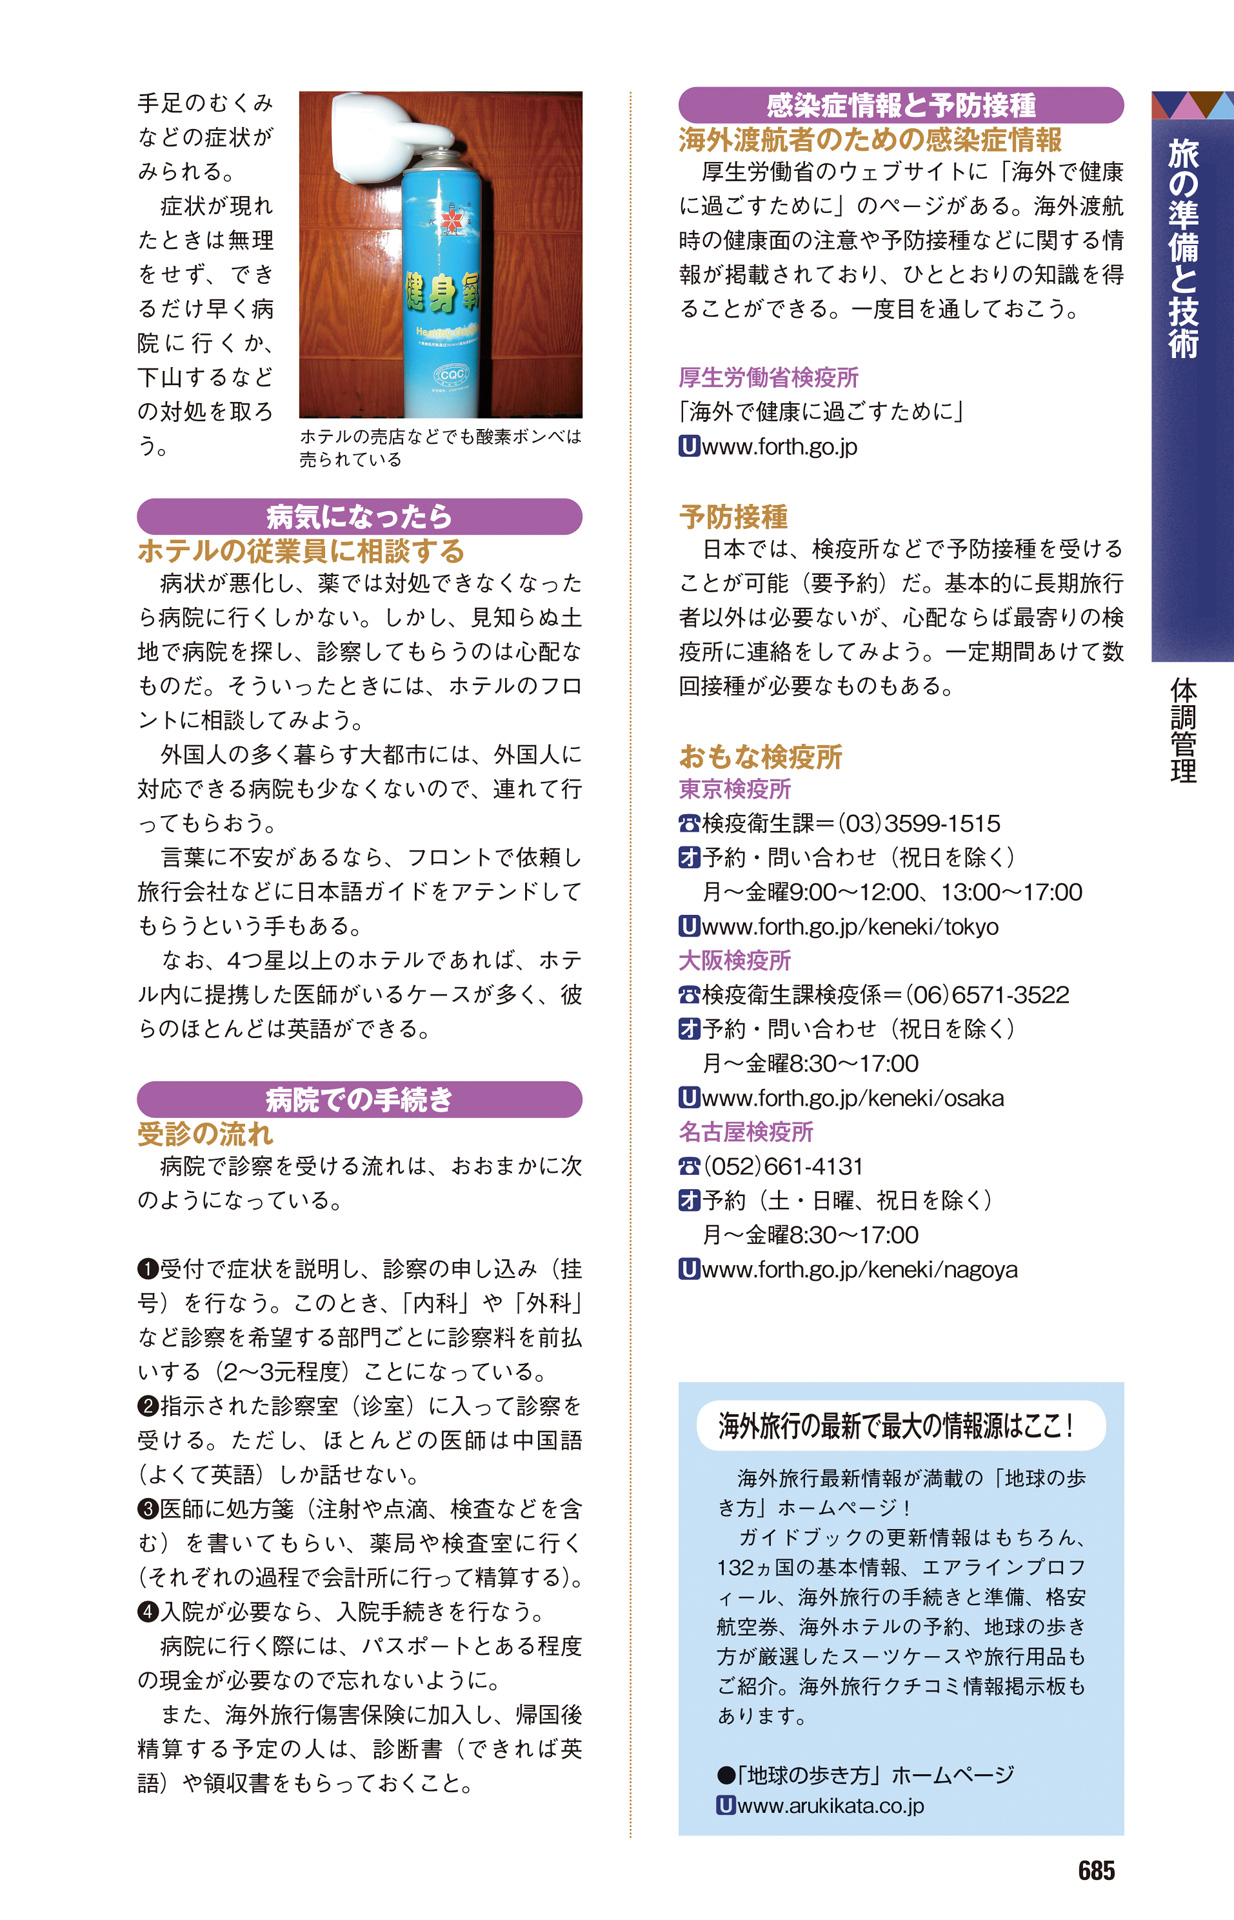 手足のむくみ
などの症状が
みられる。
症状が現れ
たときは無理
をせず、でき
るだけ早く病
院に行くか、
下山するなど
の対処を取ろ
う。
健身氧
CQC
ホテルの売店などでも酸素ボンベは
売られている
病気になったら
ホテルの従業員に相談する
病状が悪化し、薬では対処できなくなった
ら病院に行くしかない。しかし、見知らぬ土
地で病院を探し、診察してもらうのは心配な
ものだ。そういったときには、ホテルのフロ
ントに相談してみよう。
外国人の多く暮らす大都市には、外国人に
対応できる病院も少なくないので、連れて行
ってもらおう。
言葉に不安があるなら、フロントで依頼し
旅行会社などに日本語ガイドをアテンドして
もらうという手もある。
なお、4つ星以上のホテルであれば、ホテ
ル内に提携した医師がいるケースが多く、彼
らのほとんどは英語ができる。
病院での手続き
受診の流れ
病院で診察を受ける流れは、おおまかに次
のようになっている。
❶受付で症状を説明し、診察の申し込み（挂
号）を行なう。このとき、「内科」や「外科」
など診察を希望する部門ごとに診察料を前払
いする（2〜3元程度）ことになっている。
❷指示された診察室（诊室）に入って診察を
受ける。ただし、ほとんどの医師は中国語
（よくて英語）しか話せない。
❸医師に処方箋（注射や点滴、検査などを含
む）を書いてもらい、薬局や検査室に行く
（それぞれの過程で会計所に行って精算する）。
❹入院が必要なら、入院手続きを行なう。
病院に行く際には、パスポートとある程度
の現金が必要なので忘れないように。
また、海外旅行傷害保険に加入し、帰国後
精算する予定の人は、診断書（できれば英
語）や領収書をもらっておくこと。
感染症情報と予防接種
海外渡航者のための感染症情報
厚生労働省のウェブサイトに「海外で健康
に過ごすために」のページがある。海外渡航
時の健康面の注意や予防接種などに関する情
報が掲載されており、ひととおりの知識を得
ることができる。一度目を通しておこう。
厚生労働省検疫所
「海外で健康に過ごすために」
Uwww.forth.go.jp
予防接種
日本では、検疫所などで予防接種を受ける
ことが可能（要予約）だ。基本的に長期旅行
者以外は必要ないが、心配ならば最寄りの検
疫所に連絡をしてみよう。一定期間あけて数
回接種が必要なものもある。
おもな検疫所
東京検疫所
☎検疫衛生課＝(03)3599-1515
オ予約・問い合わせ（祝日を除く）
月〜金曜9:00〜12:00、13:00〜17:00
Uwww.forth.go.jp/keneki/tokyo
大阪検疫所
☎検疫衛生課検疫係＝(06)6571-3522
オ予約・問い合わせ（祝日を除く）
月〜金曜8:30〜17:00
Uwww.forth.go.jp/keneki/osaka
名古屋検疫所
☎(052)661-4131
オ予約（土・日曜、祝日を除く）
月〜金曜8:30〜17:00
Uwww.forth.go.jp/keneki/nagoya
海外旅行の最新で最大の情報源はここ！
海外旅行最新情報が満載の「地球の歩
き方」ホームページ！
ガイドブックの更新情報はもちろん、
132ヵ国の基本情報、エアラインプロフ
ィール、海外旅行の手続きと準備、格安
航空券、海外ホテルの予約、地球の歩き
方が厳選したスーツケースや旅行用品も
ご紹介。海外旅行クチコミ情報掲示板も
あります。
●「地球の歩き方」ホームページ
Uwww.arukikata.co.jp
旅の準備と技術
体調管理
685